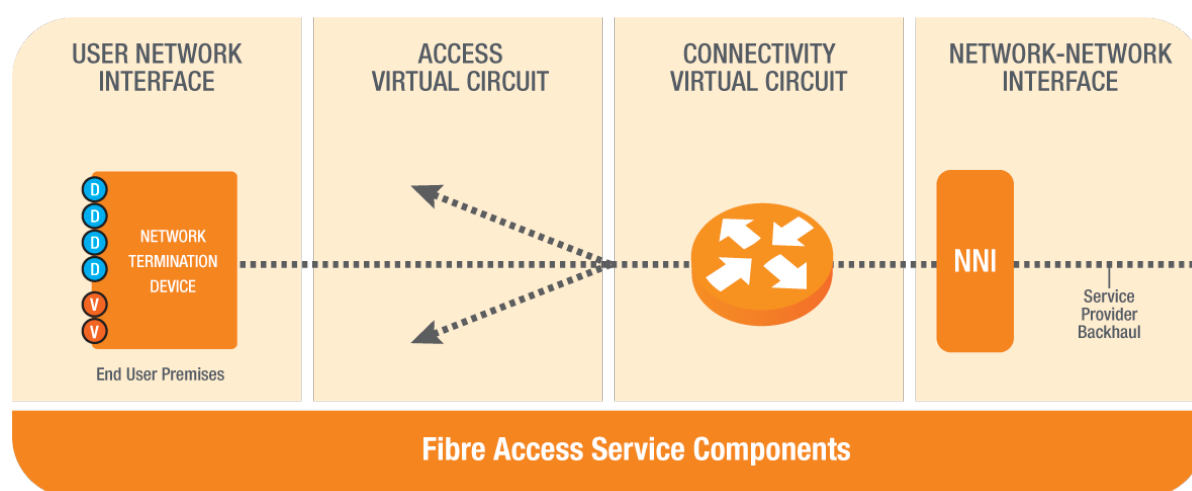 USER NETWORK
INTERFACE
ACCESS
VIRTUAL CIRCUIT
CONNECTIVITY
VIRTUAL CIRCUIT
NETWORK-NETWORK
INTERFACE
D
D
D
D
V
V
NETWORK
TERMINATION
DEVICE
End User Premises
NNI
Service
Provider
Backhaul
Fibre Access Service Components